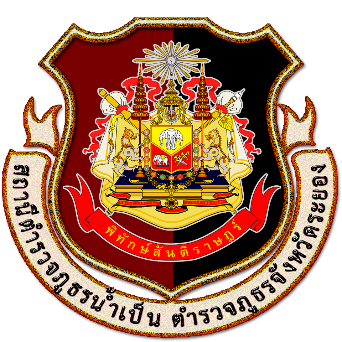 พิทักษ์สันติราษฎร์
สถานีตำรวจภูธรน้ำเป็น ตำรวจภูธรจังหวัดระยอง